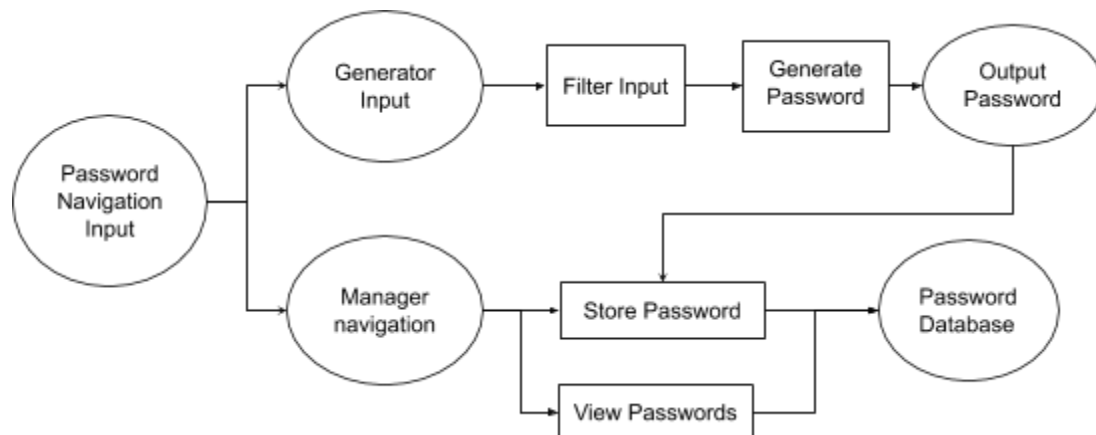 Password
Navigation
Input
Generator
Input
Filter Input
Generate
Password
Output
Password
Manager
navigation
Store Password
View Passwords
Password
Database